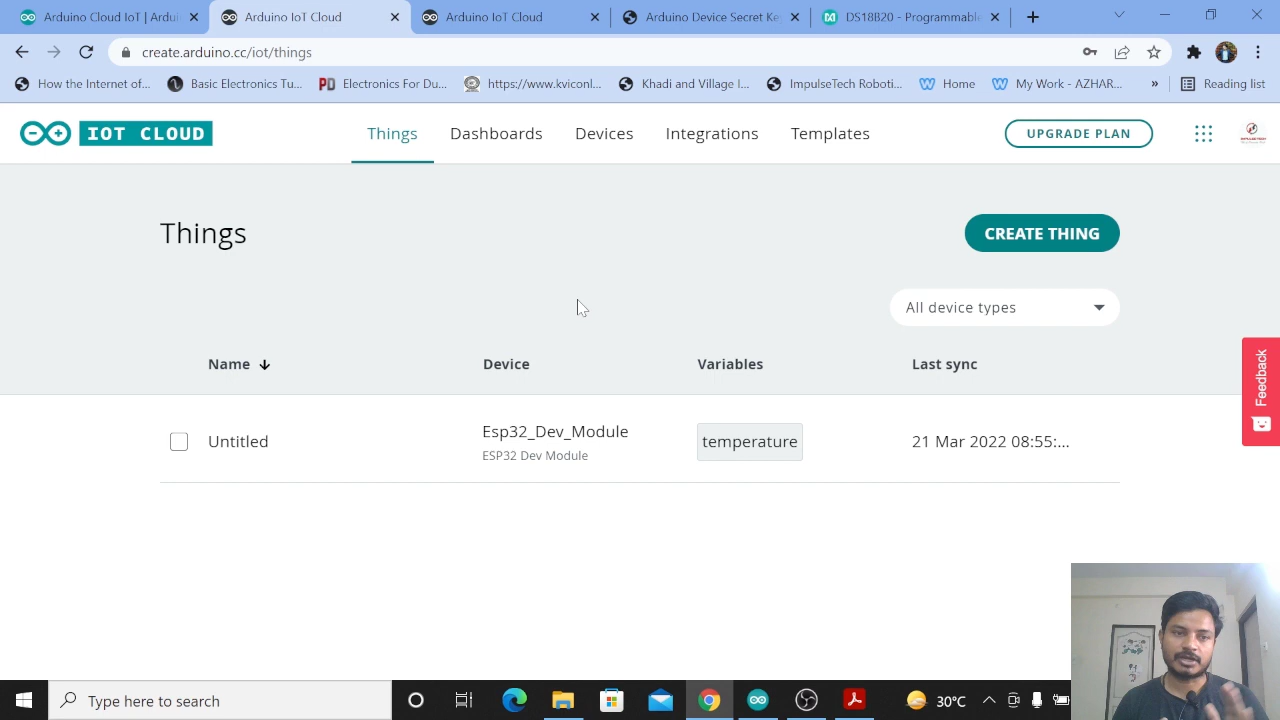 Arduino IoT Cloud |
Arduino IoT Cloud
Arduino IoT Cloud
Arduino Device Secret Ke
DS18B20 - Programmable
create.arduino.cc/iot/things
How the Internet of...
Basic Electronics Tu...
Electronics For Du...
https://www.kvconl...
Khadi and Village I...
ImpulseTech Roboti...
Home
My Work - AZHAR...
»
Reading list
IOT CLOUD
Things
Dashboards
Devices
Integrations
Templates
UPGRADE PLAN
Things
CREATE THING
All device types
Name
Device
Variables
Last sync
Feedback
Untitled
Esp32_Dev_Module
ESP32 Dev Module
temperature
21 Mar 2022 08:55:...
Type here to search
30°C